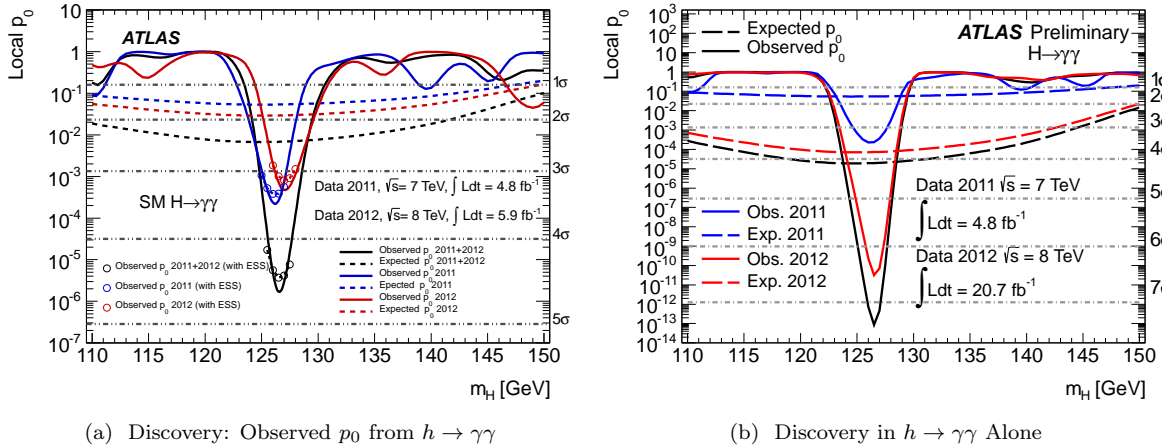 Local p0
ATLAS
1
10-1
10-2
10-3
10-4
10-5
10-6
10-7
1σ
2σ
3σ
4σ
5σ
SM H→γγ
Data 2011, √s= 7 TeV, ∫ Ldt = 4.8 fb-1
Data 2012, √s= 8 TeV, ∫ Ldt = 5.9 fb-1
Observed p0 2011+2012 (with ESS)
Observed p0 2011 (with ESS)
Observed p0 2012 (with ESS)
Observed p0 2011+2012
Expected p0 2011+2012
Observed p0 2011
Epected p0 2011
Observed p0 2012
Expected p0 2012
110 115 120 125 130 135 140 145 150
mH [GeV]
(a) Discovery: Observed p0 from h → γγ
Local p0
Expected p0
Observed p0
ATLAS Preliminary
H→γγ
105
104
103
102
10
1
10-1
10-2
10-3
10-4
10-5
10-6
10-7
10-8
10-9
10-10
10-11
10-12
10-13
10-14
1σ
2σ
3σ
4σ
5σ
6σ
7σ
Obs. 2011
Exp. 2011
Obs. 2012
Exp. 2012
Data 2011 √s = 7 TeV
∫ Ldt = 4.8 fb-1
Data 2012 √s = 8 TeV
∫ Ldt = 20.7 fb-1
110 115 120 125 130 135 140 145 150
mH [GeV]
(b) Discovery in h → γγ Alone